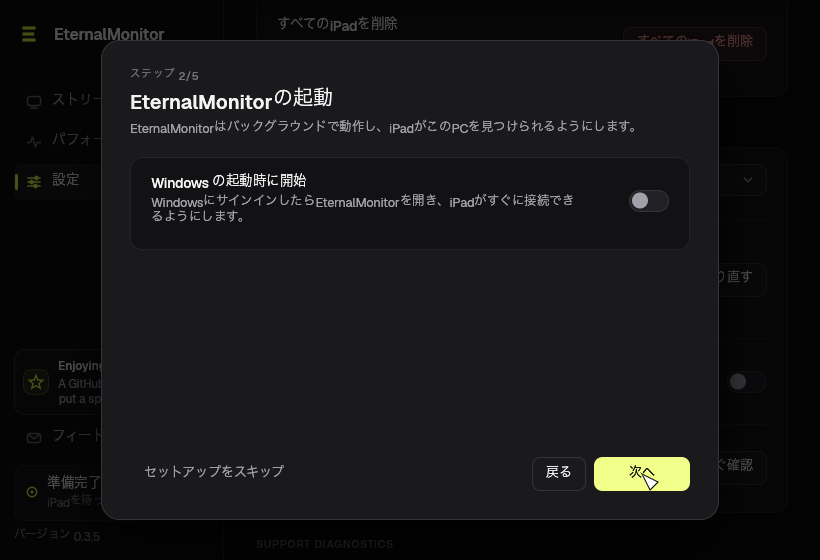 EternalMonitor
すべてのiPadを削除
ストリー
パフォー
設定
ステップ 2/5
EternalMonitorの起動
EternalMonitorはバックグラウンドで動作し、iPadがこのPCを見つけられるようにします。
Windows の起動時に開始
WindowsにサインインしたらEternalMonitorを開き、iPadがすぐに接続でき
るようにします。
り直す
Enjoying
A GitHub
put a sp
フィード
準備完了
iPadを待っ
バージョン 0.3.5
セットアップをスキップ
戻る
次へ
ぐ確認
SUPPORT DIAGNOSTICS